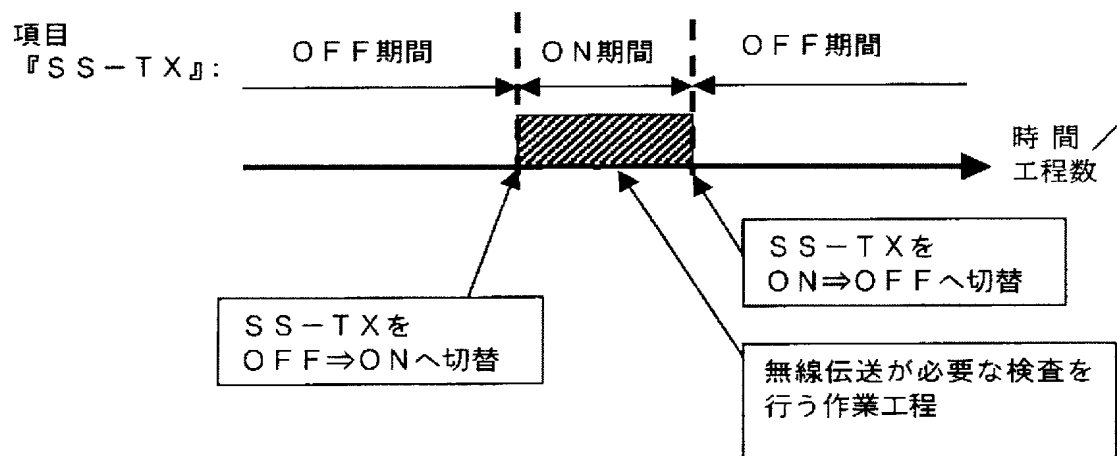 項目
『ＳＳ－ＴＸ』:
ＯＦＦ期間
ＯＮ期間
ＯＦＦ期間
時間／
工程数
ＳＳ－ＴＸを
ＯＮ⇒ＯＦＦへ切替
ＳＳ－ＴＸを
ＯＦＦ⇒ＯＮへ切替
無線伝送が必要な検査を
行う作業工程